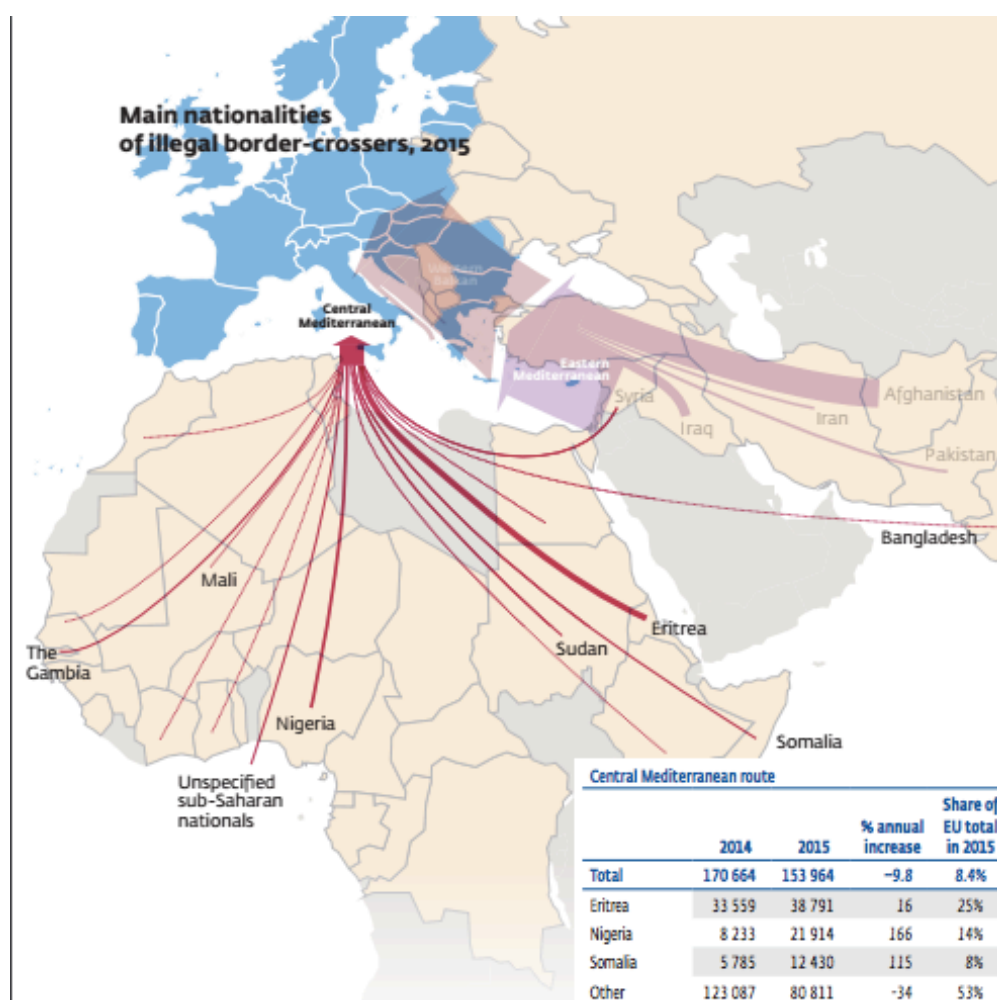 Main nationalities
of illegal border-crossers, 2015
Western
Balkan
Central
Mediterranean
Eastern
Mediterranean
Syria
Iraq
Iran
Afghanistan
Pakistan
Bangladesh
Mali
The
Gambia
Nigeria
Sudan
Eritrea
Somalia
Unspecified
sub-Saharan
nationals
Central Mediterranean route
Share of
% annual EU total
2014 2015 increase in 2015
Total 170 664 153 964 -9.8 8.4%
Eritrea 33 559 38 791 16 25%
Nigeria 8 233 21 914 166 14%
Somalia 5 785 12 430 115 8%
Other 123 087 80 811 -34 53%